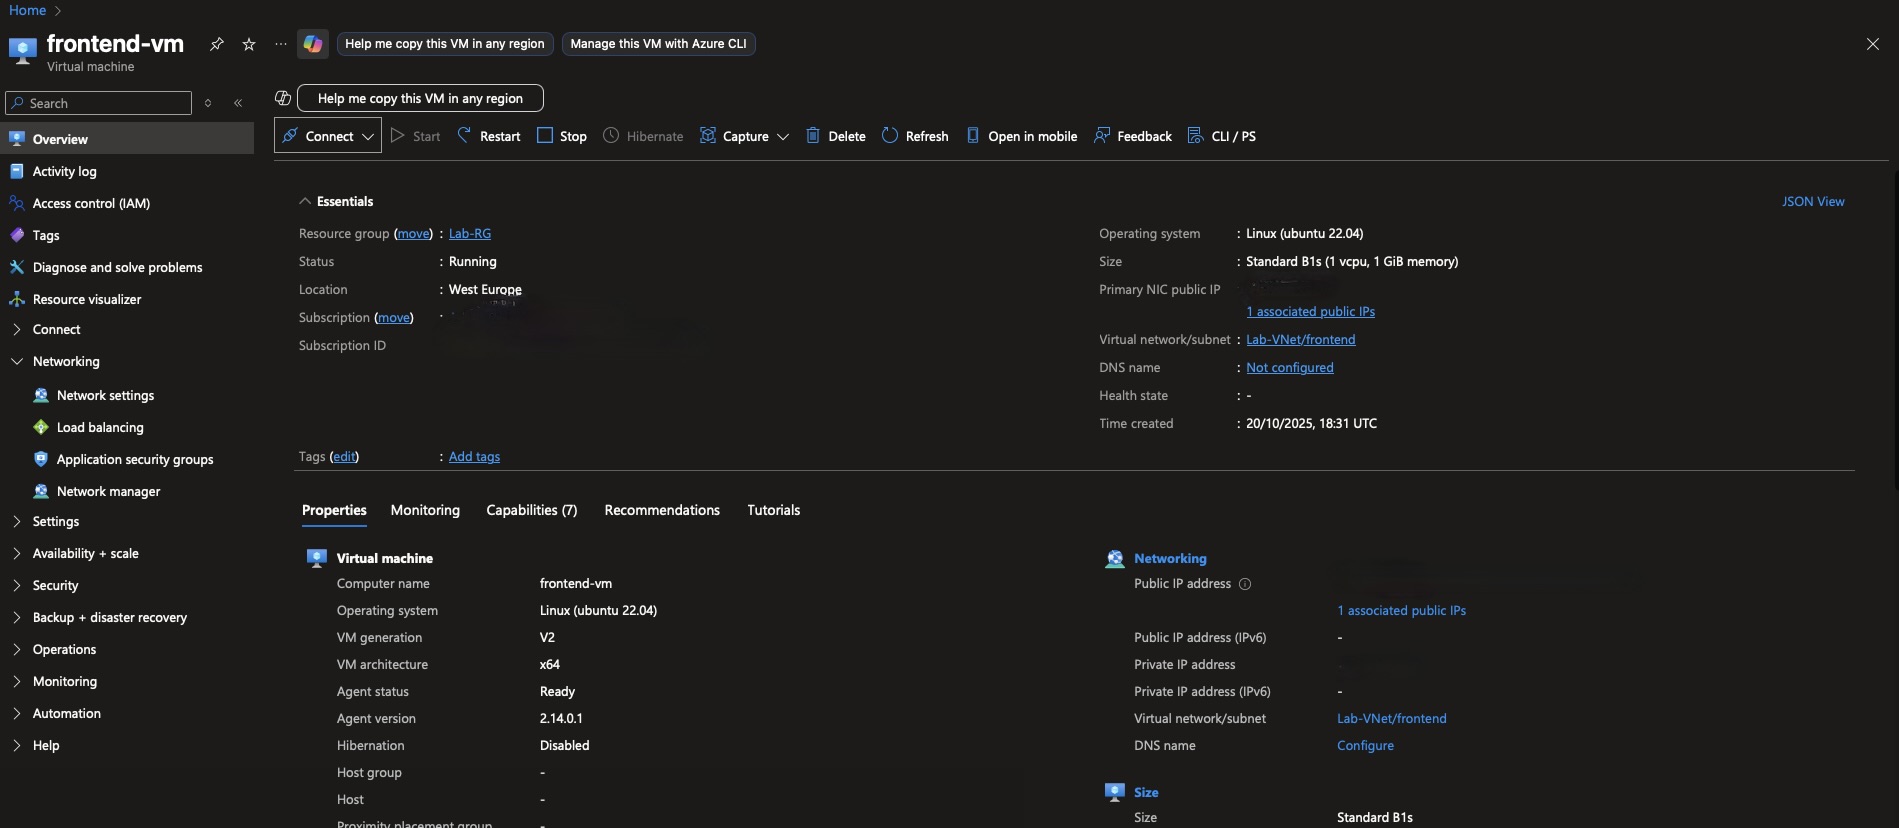 Home
frontend-vm
Virtual machine
Help me copy this VM in any region
Manage this VM with Azure CLI
Search
Overview
Activity log
Access control (IAM)
Tags
Diagnose and solve problems
Resource visualizer
Connect
Networking
Network settings
Load balancing
Application security groups
Network manager
Settings
Availability + scale
Security
Backup + disaster recovery
Operations
Monitoring
Automation
Help
Help me copy this VM in any region
Connect Start Restart Stop Hibernate Capture Delete Refresh Open in mobile Feedback CLI / PS
Essentials
JSON View
Resource group (move) : Lab-RG
Status : Running
Location : West Europe
Subscription (move) :
Subscription ID
Tags (edit) : Add tags
Operating system : Linux (ubuntu 22.04)
Size : Standard B1s (1 vcpu, 1 GiB memory)
Primary NIC public IP
1 associated public IPs
Virtual network/subnet : Lab-VNet/frontend
DNS name : Not configured
Health state : -
Time created : 20/10/2025, 18:31 UTC
Properties Monitoring Capabilities (7) Recommendations Tutorials
Virtual machine
Computer name frontend-vm
Operating system Linux (ubuntu 22.04)
VM generation V2
VM architecture x64
Agent status Ready
Agent version 2.14.0.1
Hibernation Disabled
Host group -
Host -
Proximity placement group -
Networking
Public IP address
1 associated public IPs
Public IP address (IPv6) -
Private IP address
Private IP address (IPv6) -
Virtual network/subnet Lab-VNet/frontend
DNS name Configure
Size
Size Standard B1s